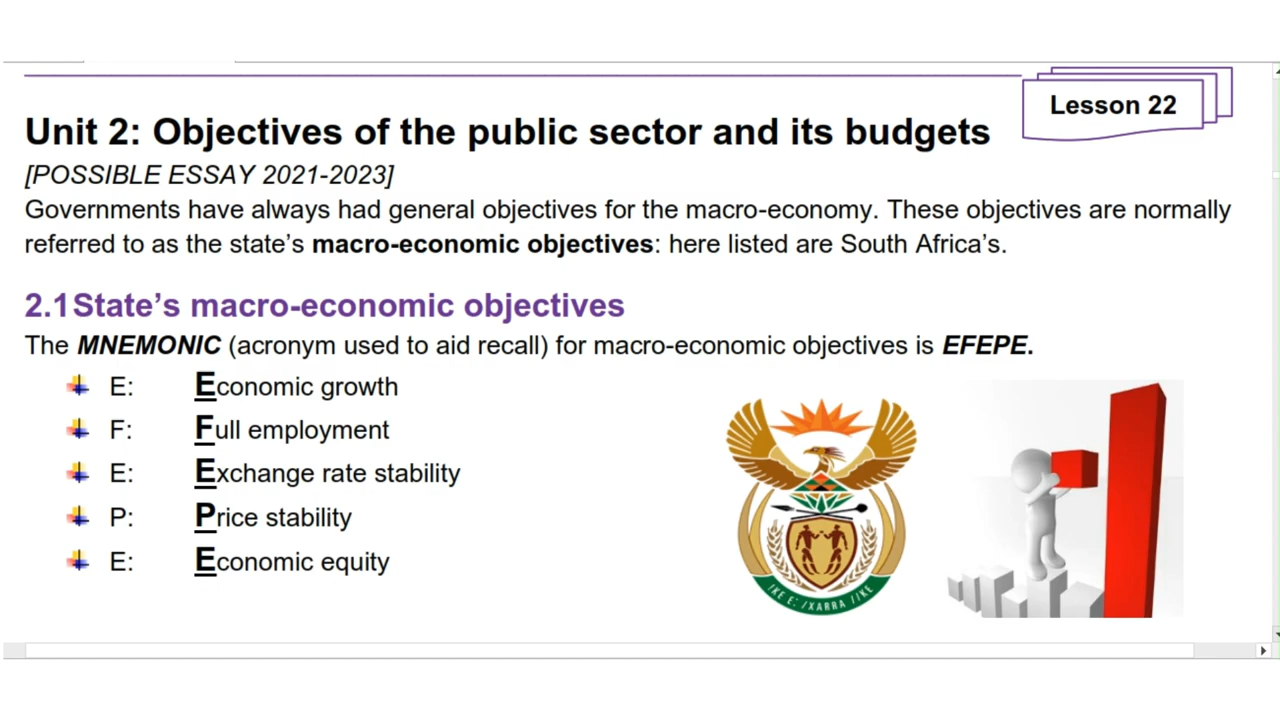 Lesson 22
Unit 2: Objectives of the public sector and its budgets
[POSSIBLE ESSAY 2021-2023]
Governments have always had general objectives for the macro-economy. These objectives are normally
referred to as the state’s macro-economic objectives: here listed are South Africa’s.
2.1State’s macro-economic objectives
The MNEMONIC (acronym used to aid recall) for macro-economic objectives is EFEPE.
E: Economic growth
F: Full employment
E: Exchange rate stability
P: Price stability
E: Economic equity
!KE E: /XARRA //KE